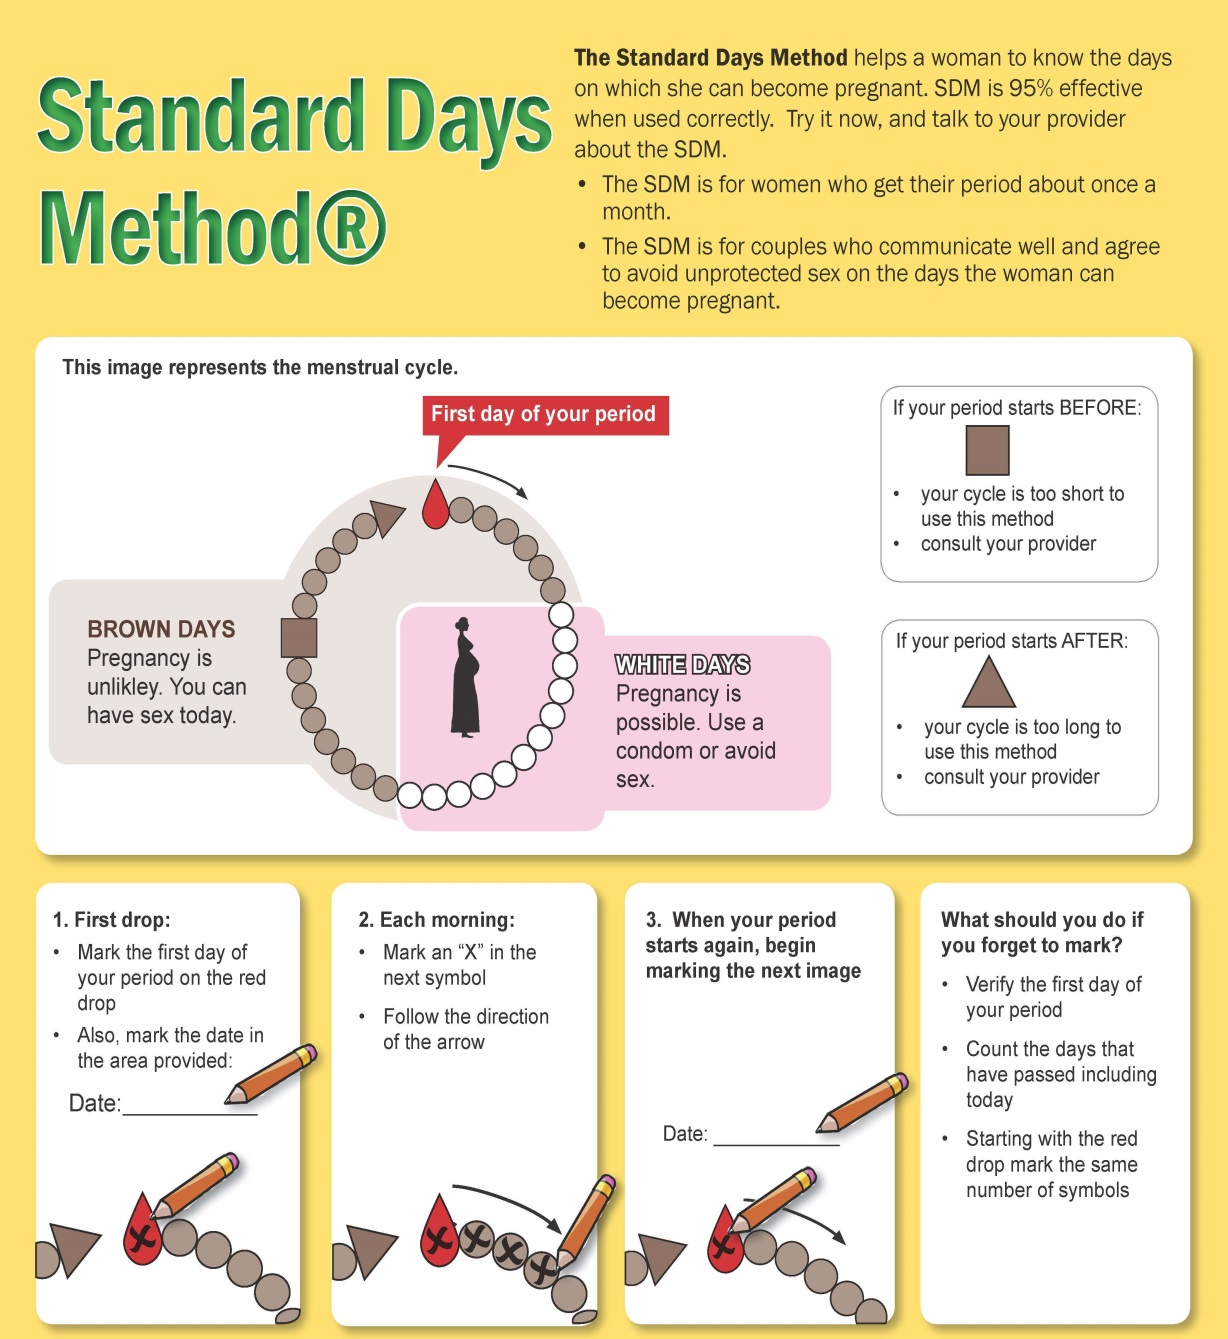 Standard Days
Method®
The Standard Days Method helps a woman to know the days
on which she can become pregnant. SDM is 95% effective
when used correctly.  Try it now, and talk to your provider
about the SDM.
• The SDM is for women who get their period about once a
month.
• The SDM is for couples who communicate well and agree
to avoid unprotected sex on the days the woman can
become pregnant.
This image represents the menstrual cycle.
First day of your period
BROWN DAYS
Pregnancy is
unlikley. You can
have sex today.
WHITE DAYS
Pregnancy is
possible. Use a
condom or avoid
sex.
If your period starts BEFORE:
• your cycle is too short to
use this method
• consult your provider
If your period starts AFTER:
• your cycle is too long to
use this method
• consult your provider
1. First drop:
• Mark the first day of
your period on the red
drop
• Also, mark the date in
the area provided:
Date:____________
2. Each morning:
• Mark an “X” in the
next symbol
• Follow the direction
of the arrow
3.  When your period
starts again, begin
marking the next image
Date: ____________
What should you do if
you forget to mark?
• Verify the first day of
your period
• Count the days that
have passed including
today
• Starting with the red
drop mark the same
number of symbols